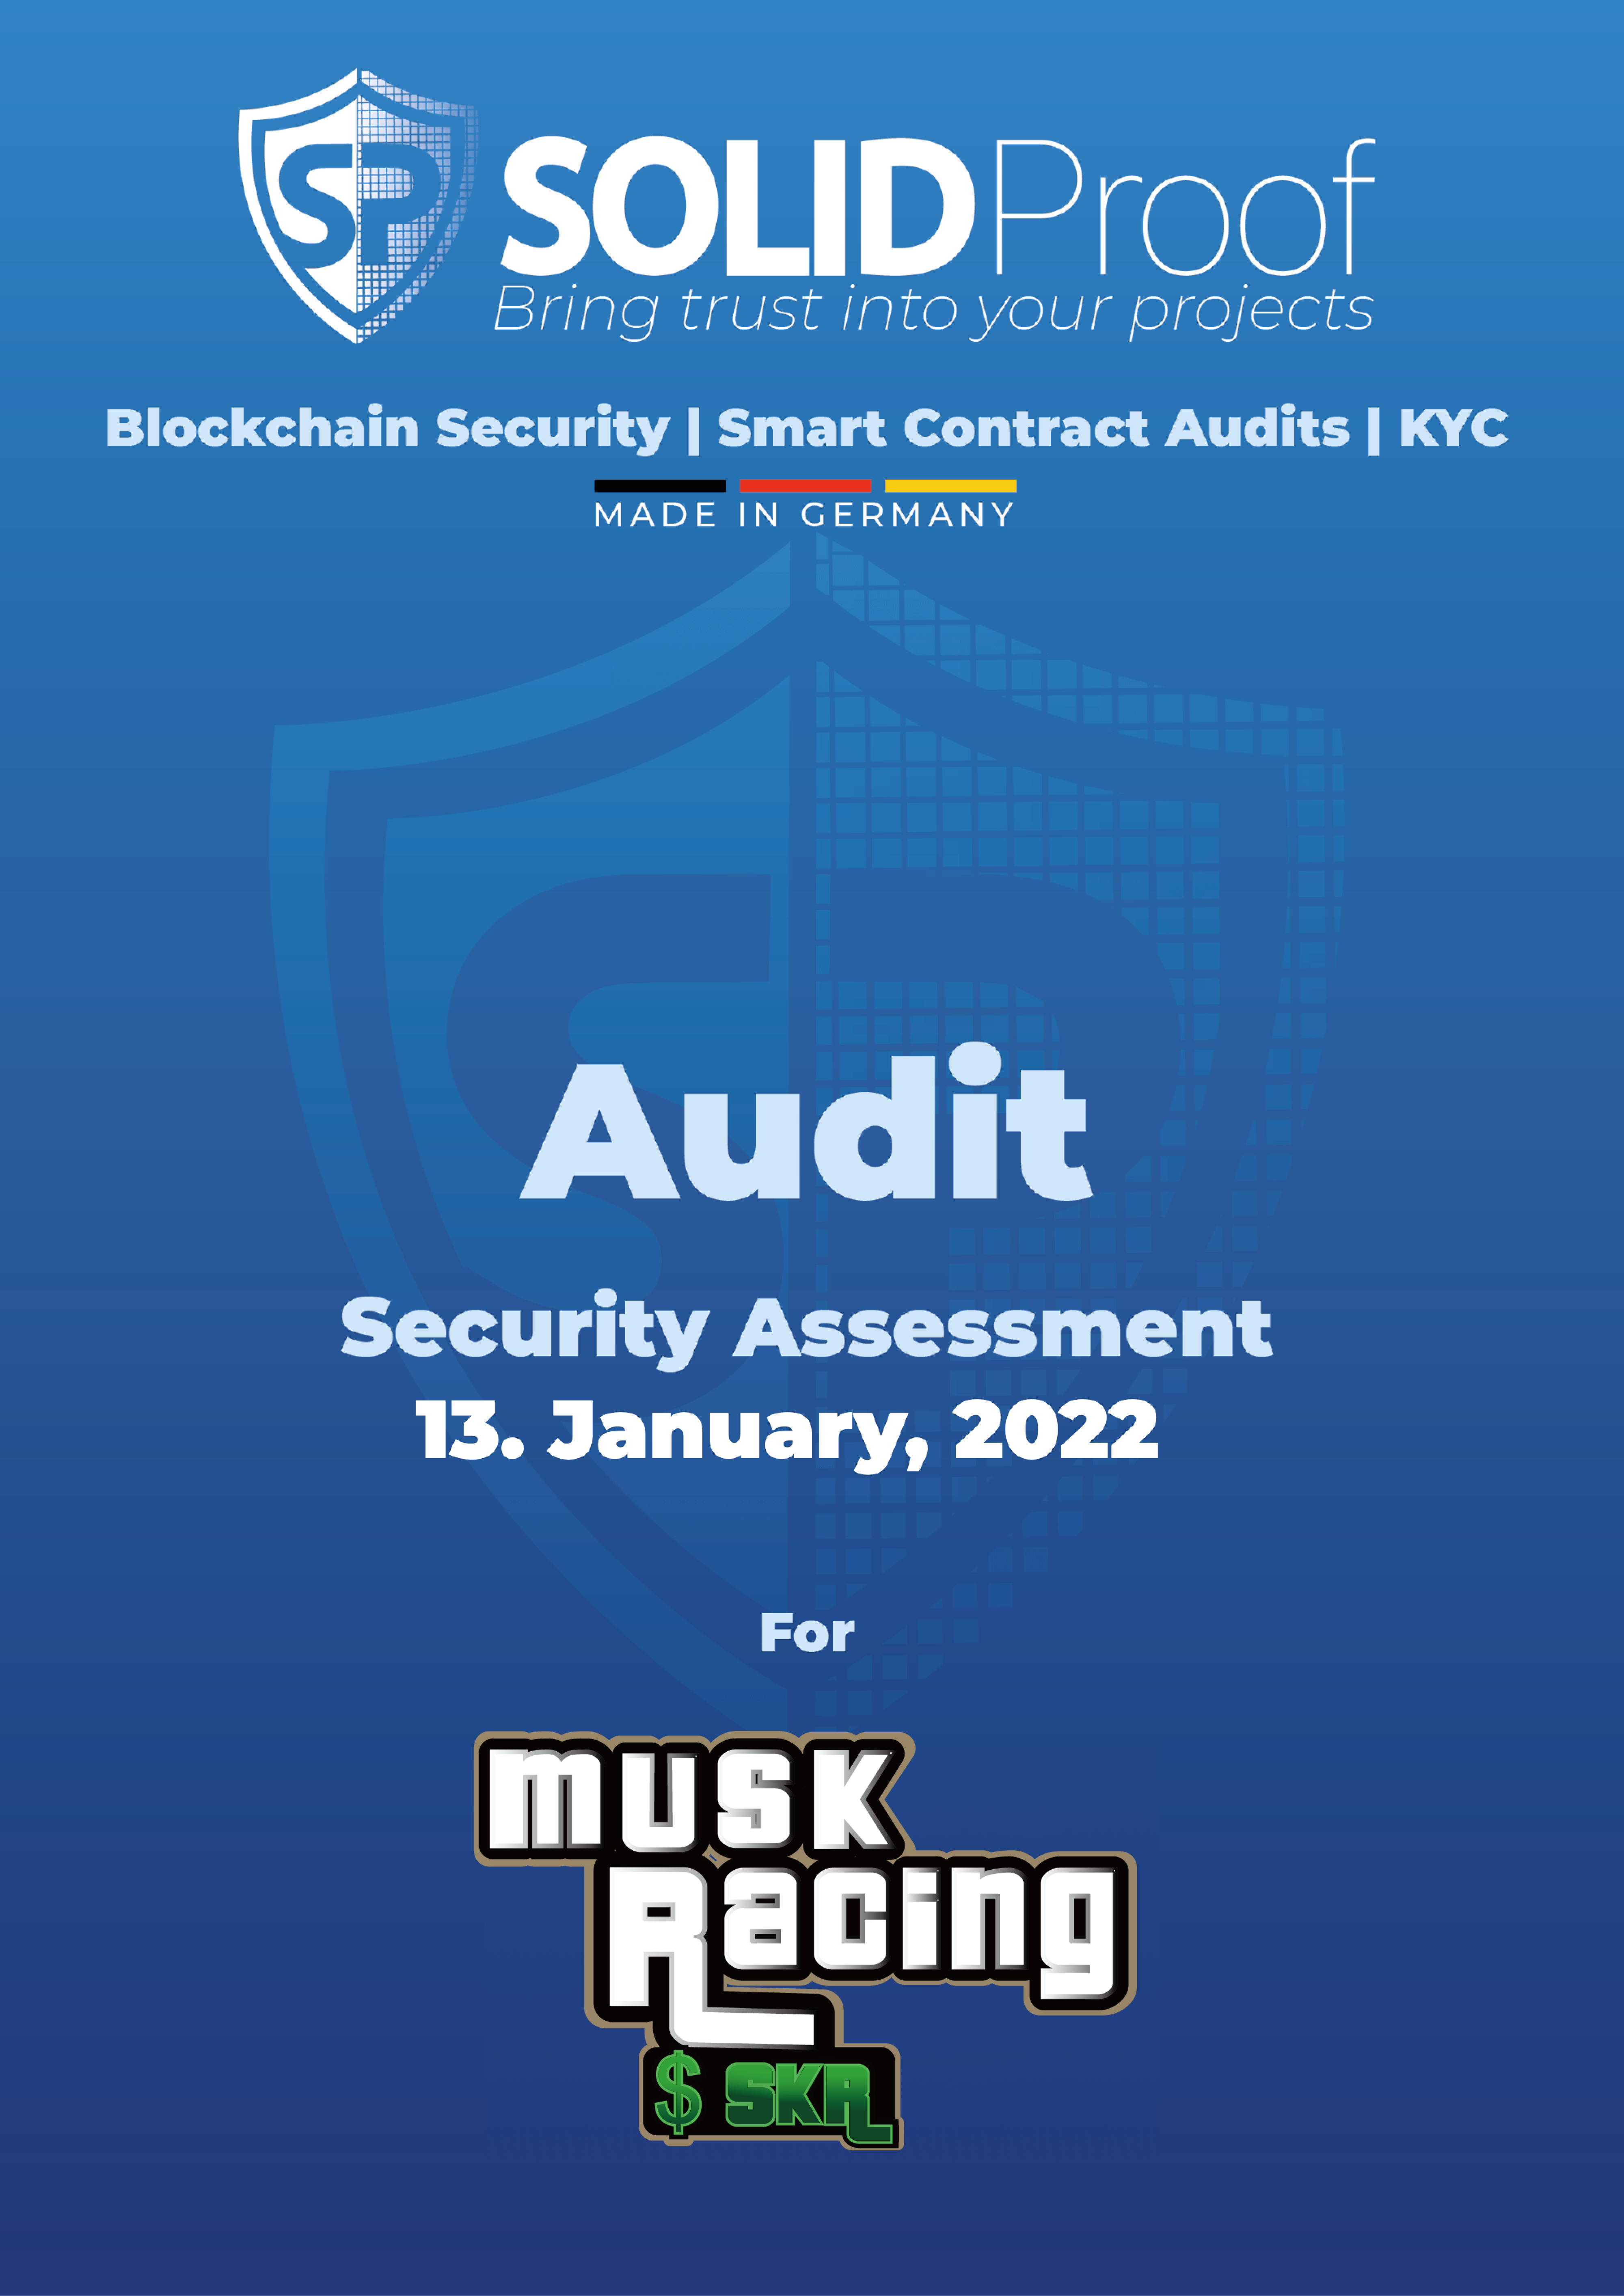 SP
SOLIDProof
Bring trust into your projects
Blockchain Security | Smart Contract Audits | KYC
MADE IN GERMANY
Audit
Security Assessment
13. January, 2022
For
musk
Racing
$ SKR